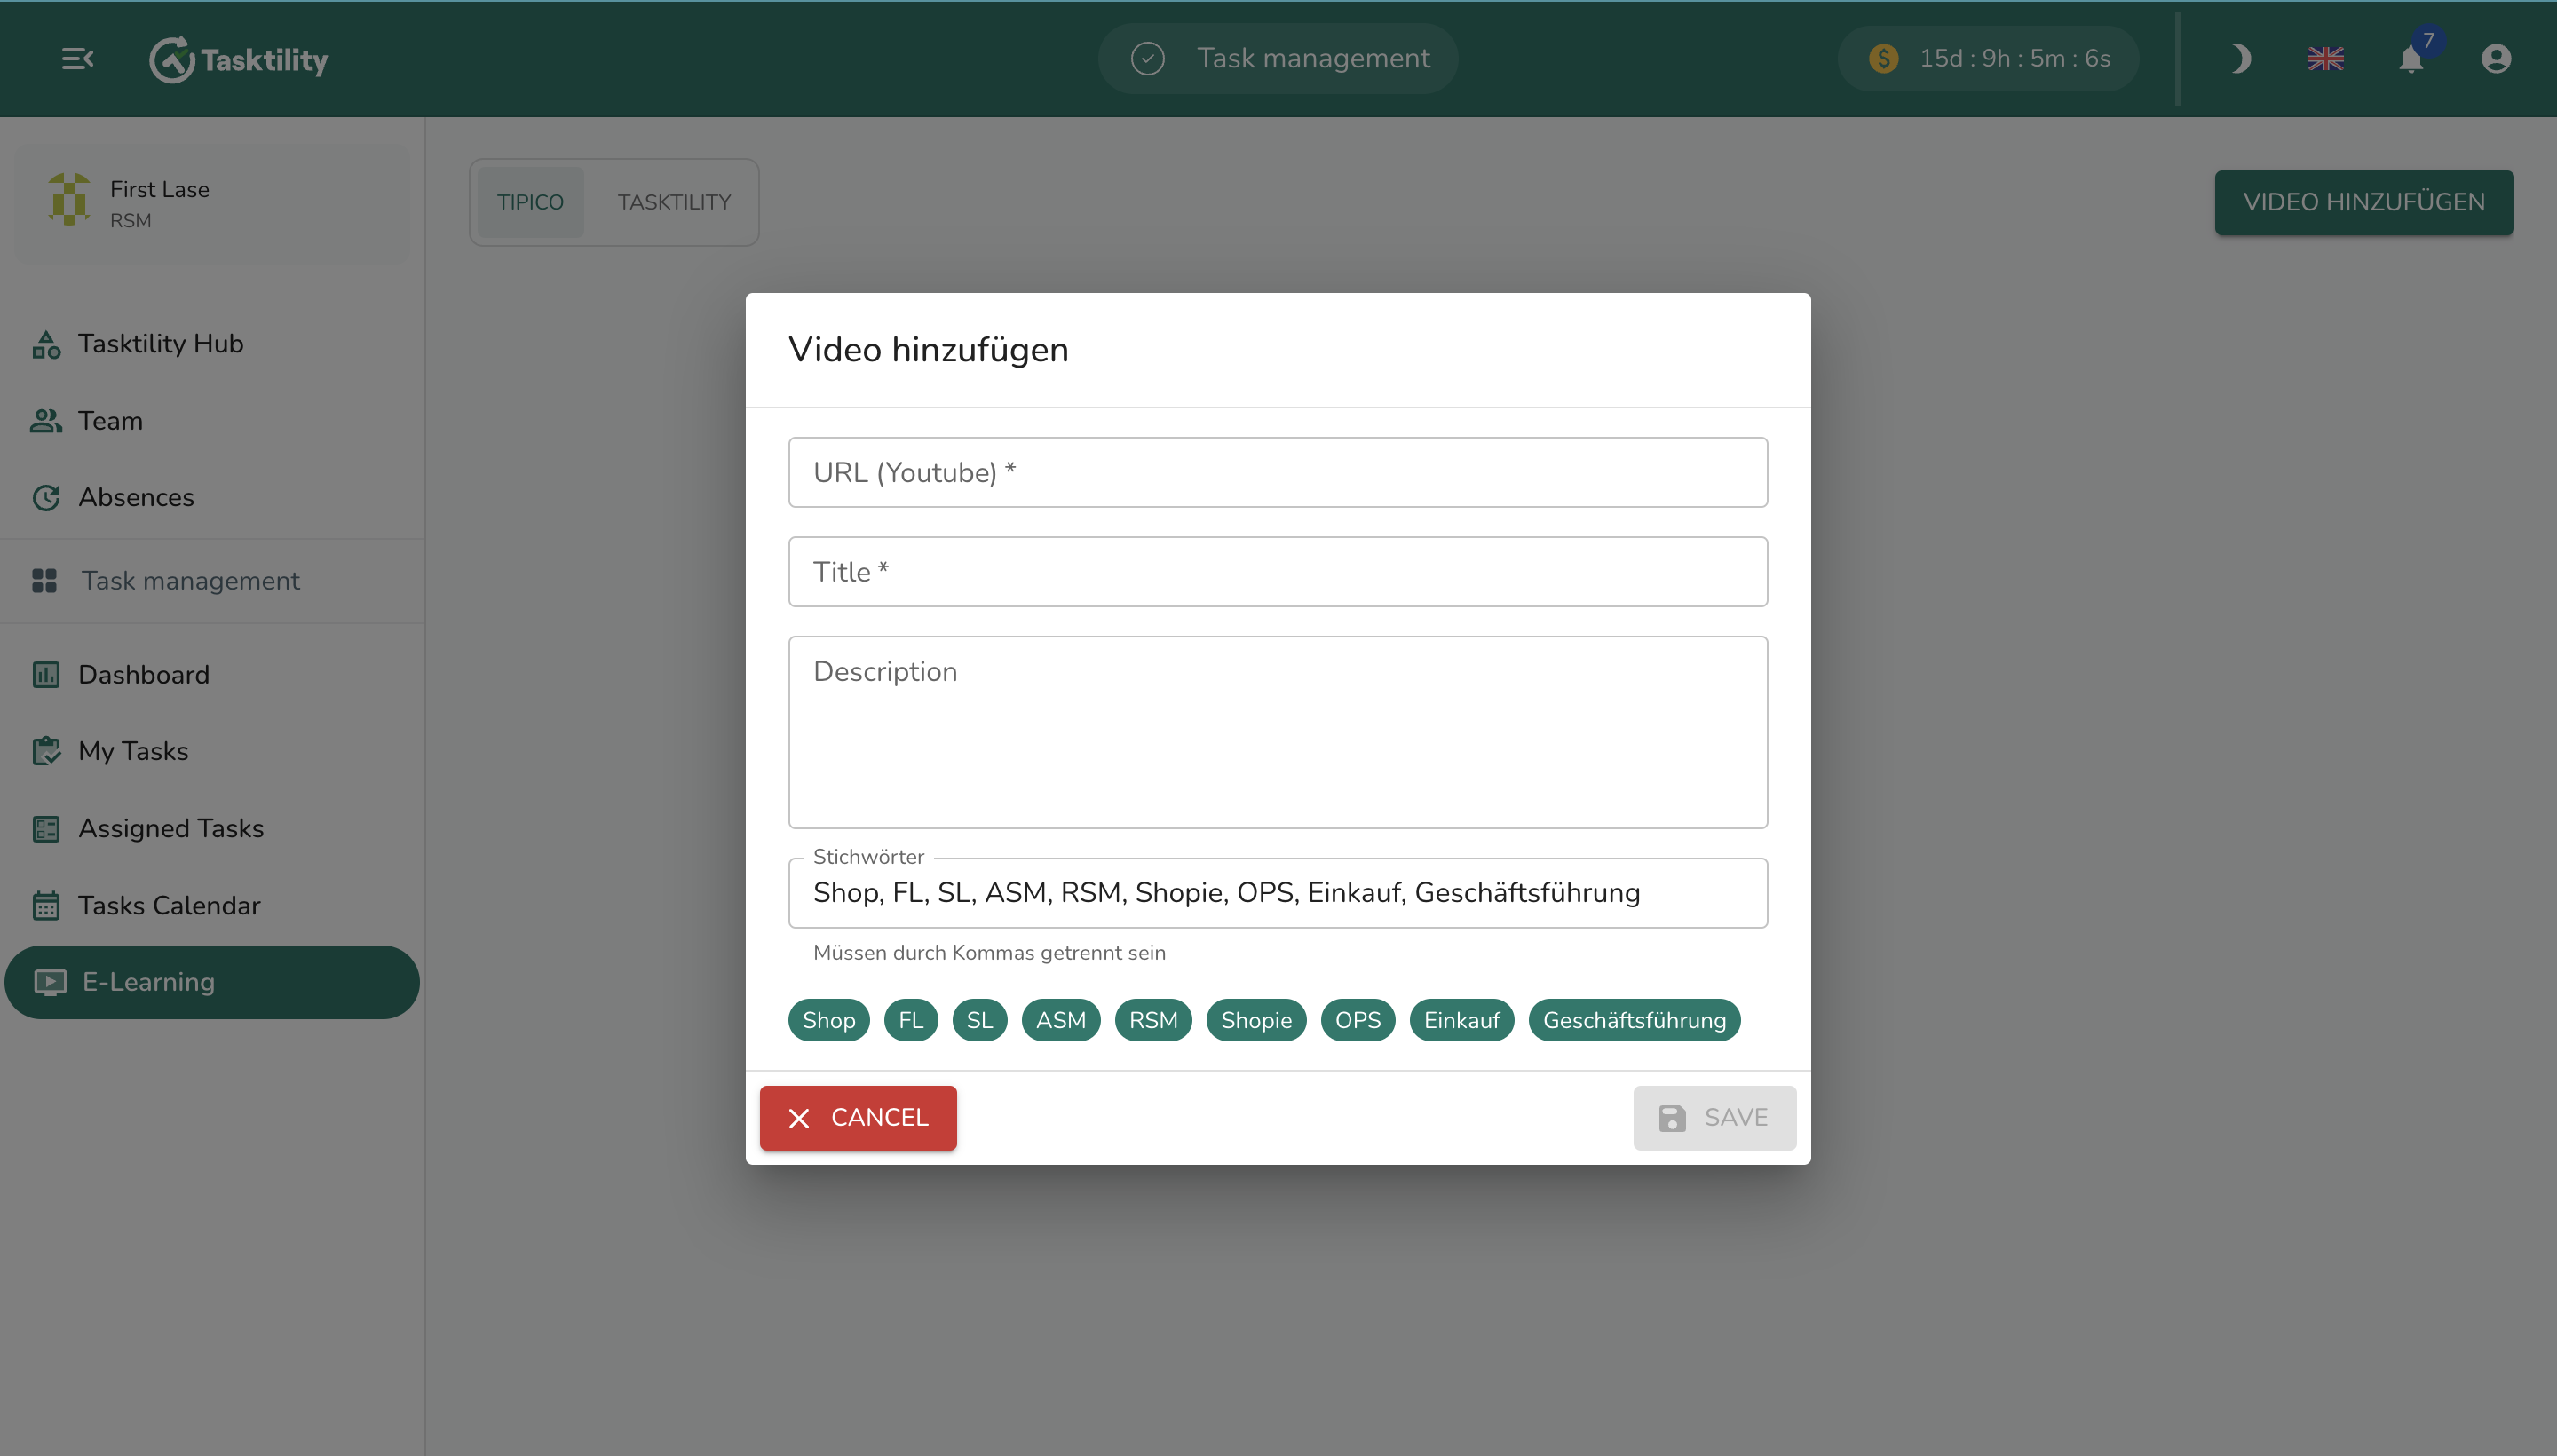 Tasktility
Task management
15d : 9h : 5m : 6s
7
First Lase
RSM
Tasktility Hub
Team
Absences
Task management
Dashboard
My Tasks
Assigned Tasks
Tasks Calendar
E-Learning
TIPICO TASKTILITY
VIDEO HINZUFÜGEN
Video hinzufügen
URL (Youtube) *
Title *
Description
Stichwörter
Shop, FL, SL, ASM, RSM, Shopie, OPS, Einkauf, Geschäftsführung
Müssen durch Kommas getrennt sein
Shop FL SL ASM RSM Shopie OPS Einkauf Geschäftsführung
CANCEL SAVE